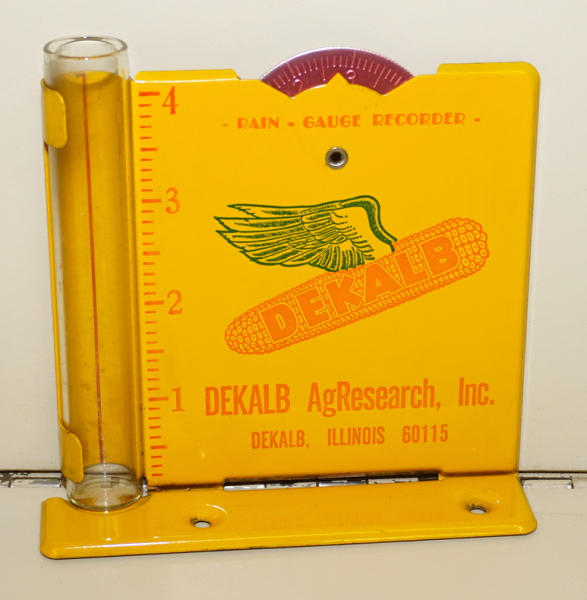 4
- RAIN - GAUGE RECORDER -
3
DEKALB
2
1
DEKALB AgResearch, Inc.
DEKALB, ILLINOIS 60115